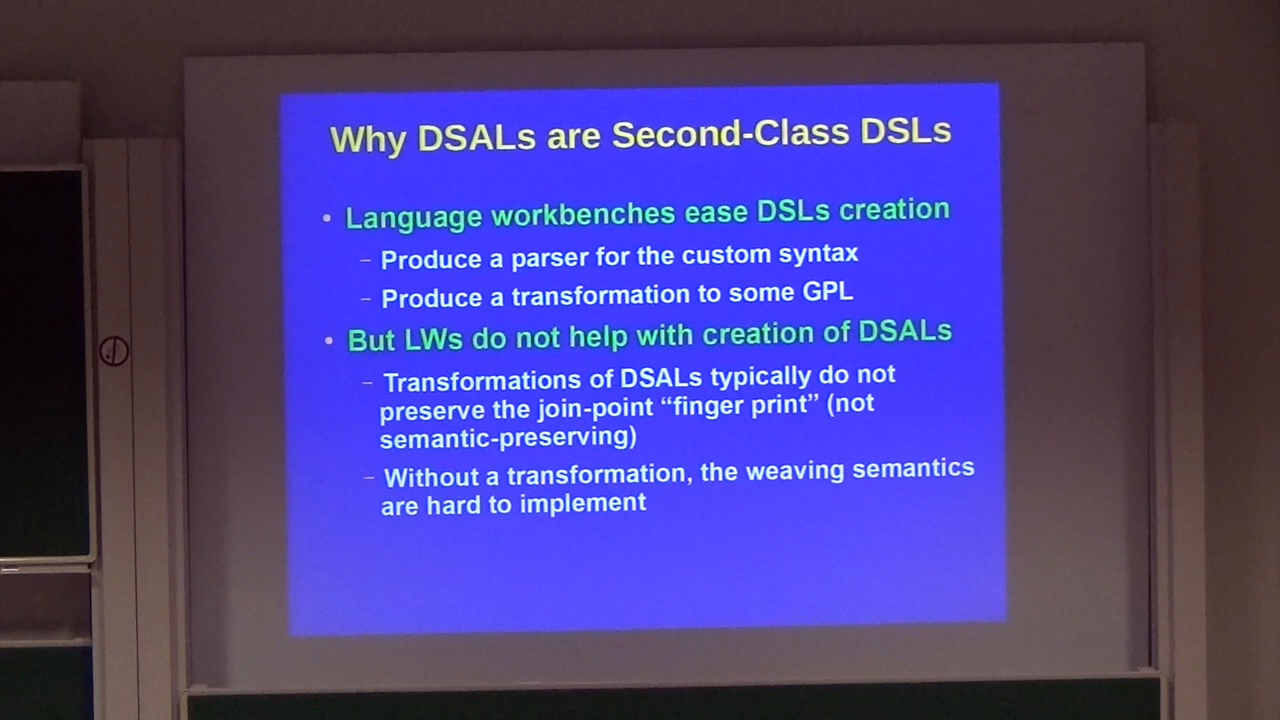 Why DSALs are Second-Class DSLs
• Language workbenches ease DSLs creation
– Produce a parser for the custom syntax
– Produce a transformation to some GPL
• But LWs do not help with creation of DSALs
– Transformations of DSALs typically do not
preserve the join-point “finger print” (not
semantic-preserving)
– Without a transformation, the weaving semantics
are hard to implement